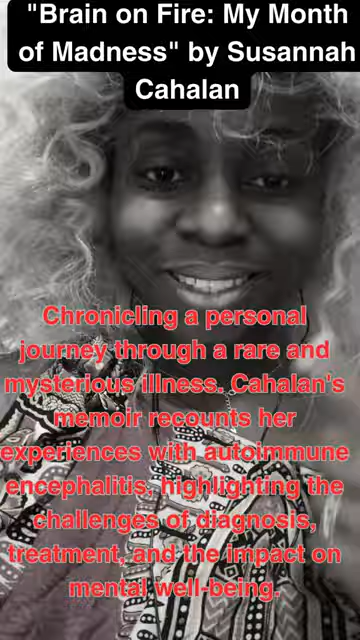 "Brain on Fire: My Month
of Madness" by Susannah
Cahalan
Chronicling a personal
journey through a rare and
mysterious illness. Cahalan's
memoir recounts her
experiences with autoimmune
encephalitis, highlighting the
challenges of diagnosis,
treatment, and the impact on
mental well-being.